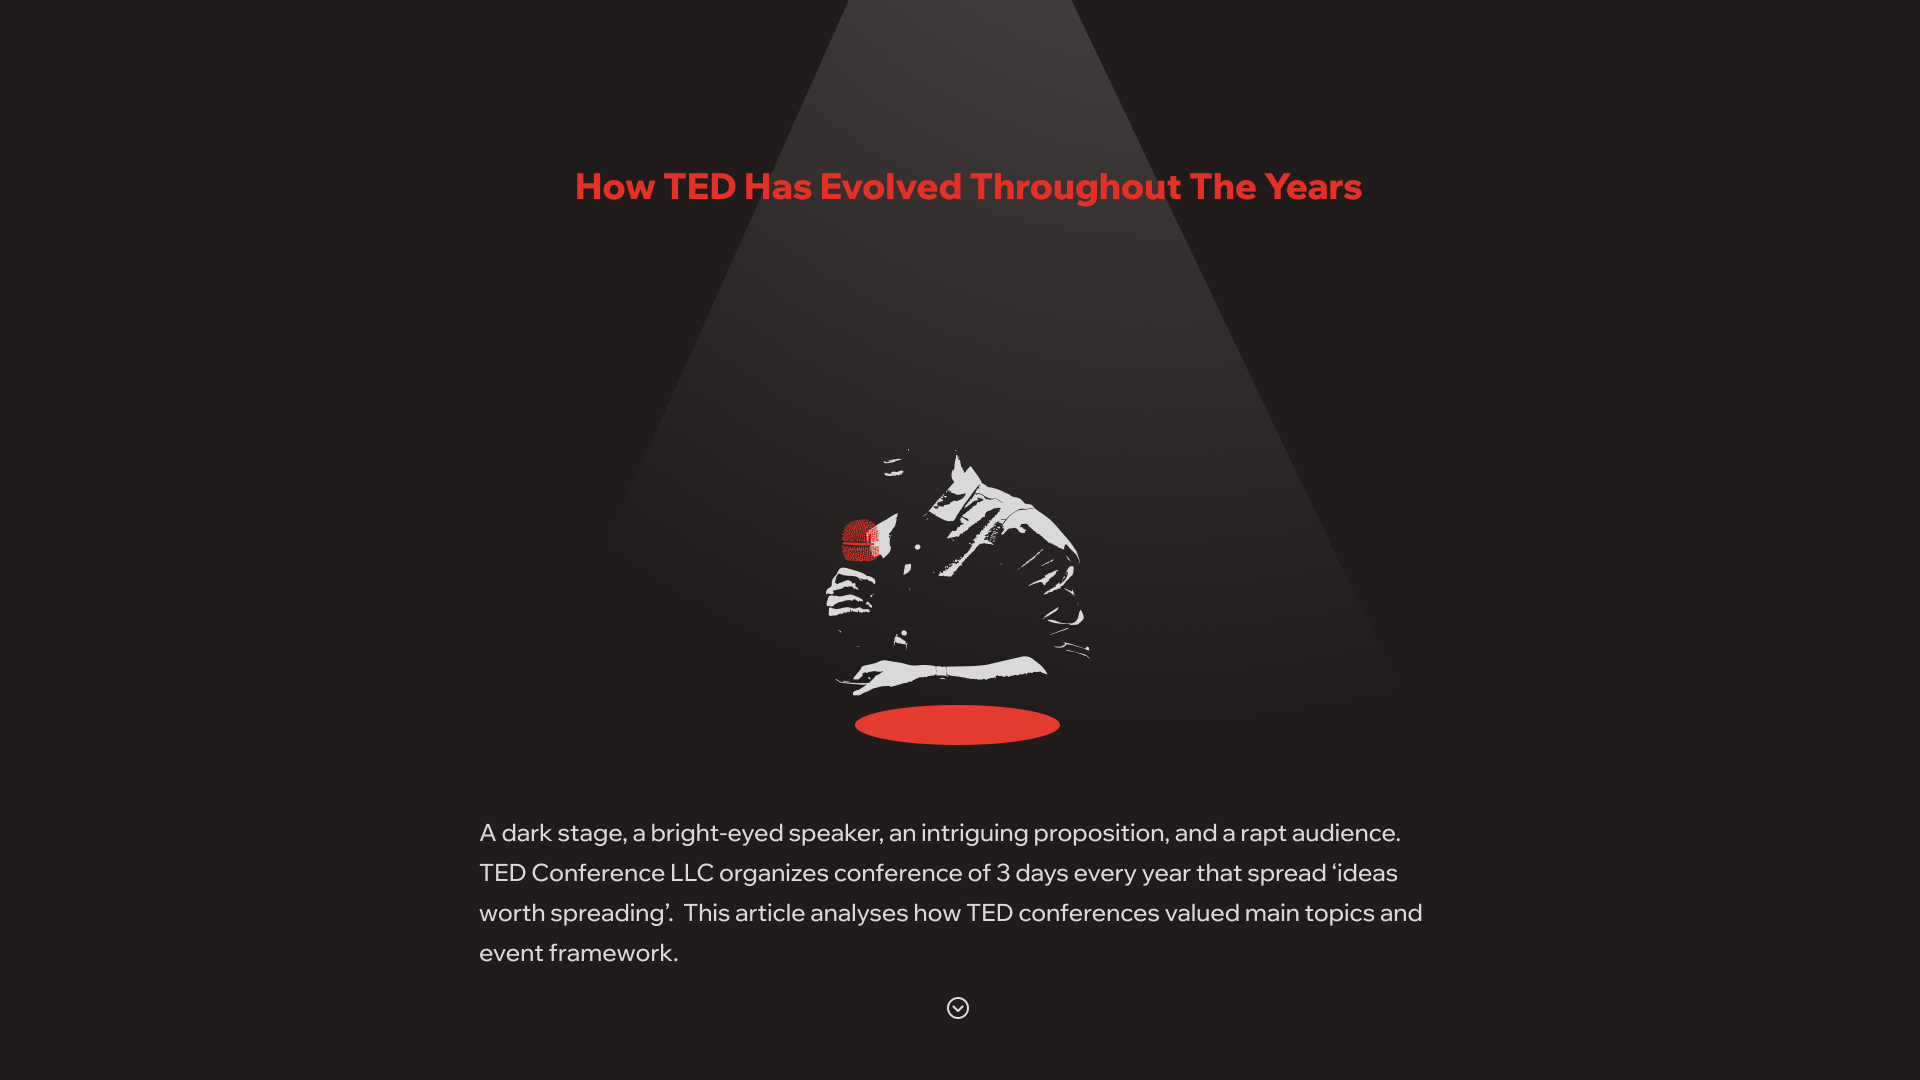 How TED Has Evolved Throughout The Years
A dark stage, a bright-eyed speaker, an intriguing proposition, and a rapt audience.
TED Conference LLC organizes conference of 3 days every year that spread ‘ideas
worth spreading’.  This article analyses how TED conferences valued main topics and
event framework.